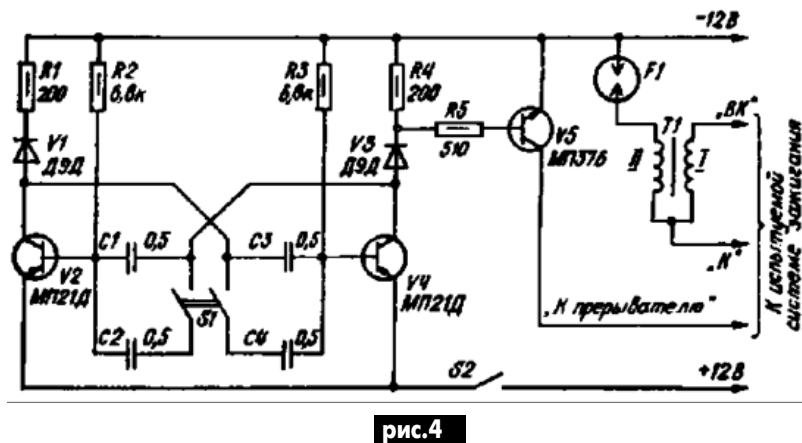 -12В
R1
200
R2
6,8к
R3
6,8к
R4
200
R5
510
F1
V1
Д9Д
V3
Д9Д
V5
МП37Б
T1
„ВК"
II
I
„К"
C1
0,5
C3
0,5
V2
МП21Д
V4
МП21Д
S1
C2
0,5
C4
0,5
„К прерывателю"
К испытуемой
системе зажигания
S2
+12В
рис.4